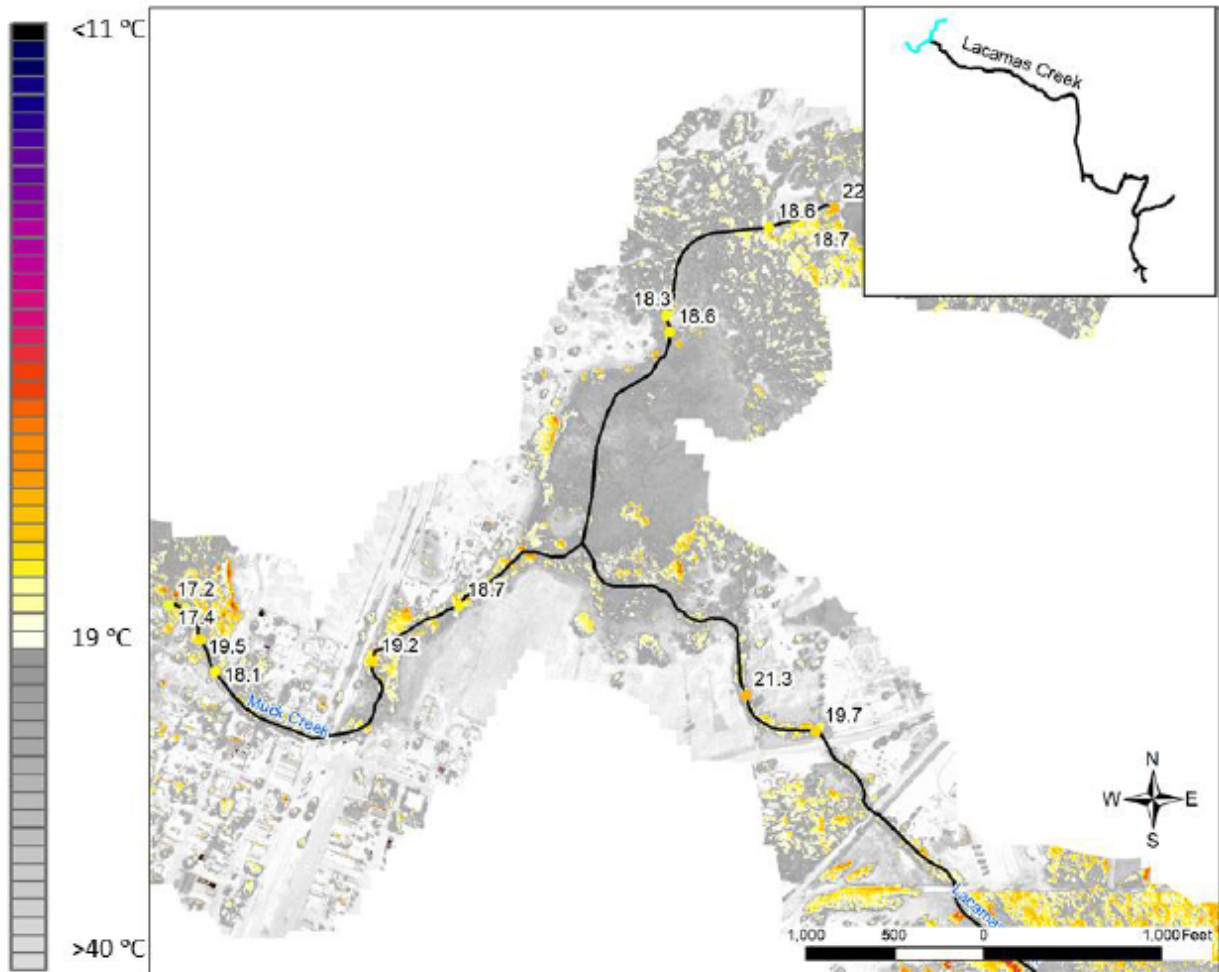 <11 °C
19 °C
>40 °C
Lacamas Creek
22
18.6
18.7
18.3
18.6
17.2
17.4
19.5
18.1
18.7
19.2
Muck Creek
21.3
19.7
N
W E
S
Lacamas
1,000 500 0 1,000 Feet